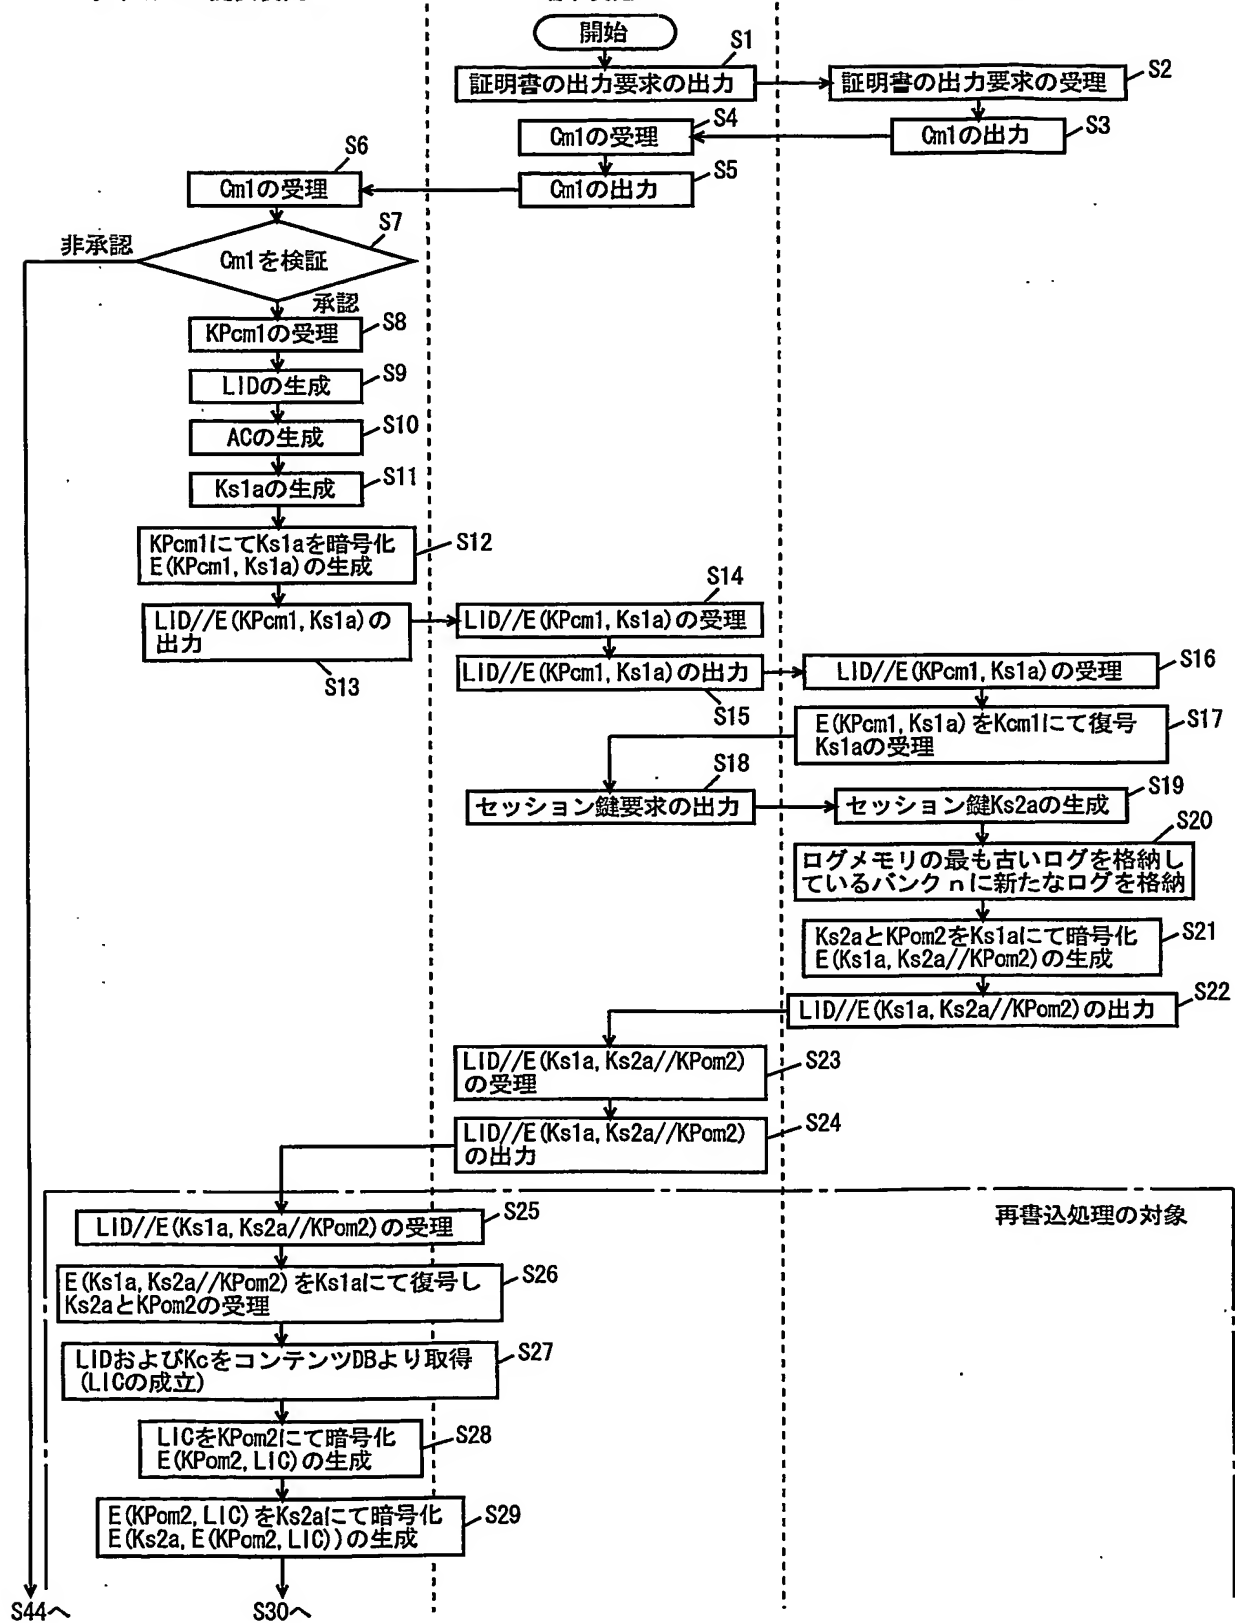 開始
S1
証明書の出力要求の出力
S2
証明書の出力要求の受理
S3
Cm1の出力
S4
Cm1の受理
S5
Cm1の出力
S6
Cm1の受理
S7
Cm1を検証
非承認
承認
S8
KPcm1の受理
S9
LIDの生成
S10
ACの生成
S11
Ks1aの生成
S12
KPcm1にてKs1aを暗号化
E(KPcm1, Ks1a)の生成
LID//E(KPcm1, Ks1a)の
出力
S13
S14
LID//E(KPcm1, Ks1a)の受理
LID//E(KPcm1, Ks1a)の出力
S15
S16
LID//E(KPcm1, Ks1a)の受理
S17
E(KPcm1, Ks1a)をKcm1にて復号
Ks1aの受理
S18
セッション鍵要求の出力
S19
セッション鍵Ks2aの生成
S20
ログメモリの最も古いログを格納し
ているバンクnに新たなログを格納
S21
Ks2aとKPom2をKs1aにて暗号化
E(Ks1a, Ks2a//KPom2)の生成
S22
LID//E(Ks1a, Ks2a//KPom2)の出力
S23
LID//E(Ks1a, Ks2a//KPom2)
の受理
S24
LID//E(Ks1a, Ks2a//KPom2)
の出力
再書込処理の対象
S25
LID//E(Ks1a, Ks2a//KPom2)の受理
S26
E(Ks1a, Ks2a//KPom2)をKs1aにて復号し
Ks2aとKPom2の受理
S27
LIDおよびKcをコンテンツDBより取得
(LICの成立)
S28
LICをKPom2にて暗号化
E(KPom2, LIC)の生成
S29
E(KPom2, LIC)をKs2aにて暗号化
E(Ks2a, E(KPom2, LIC))の生成
S44へ
S30へ